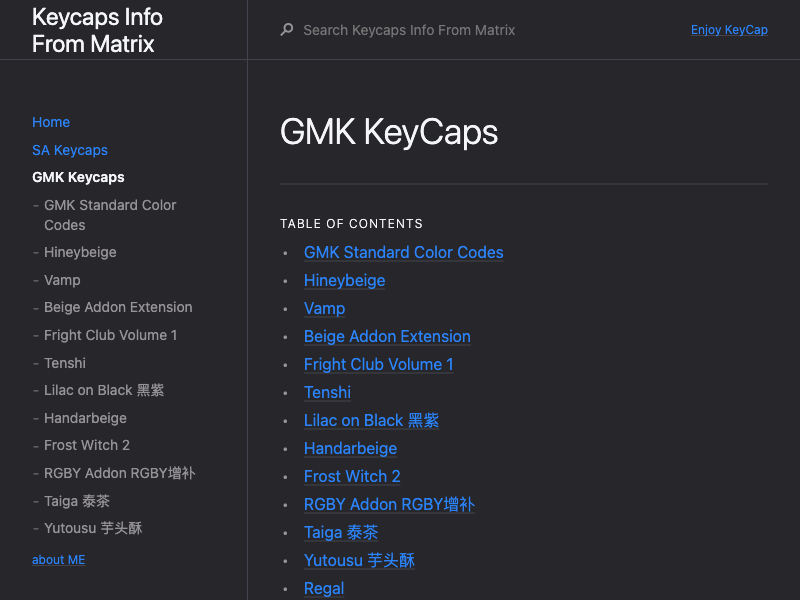 Keycaps Info
From Matrix
Search Keycaps Info From Matrix
Enjoy KeyCap
Home
SA Keycaps
GMK Keycaps
- GMK Standard Color
Codes
- Hineybeige
- Vamp
- Beige Addon Extension
- Fright Club Volume 1
- Tenshi
- Lilac on Black 黑紫
- Handarbeige
- Frost Witch 2
- RGBY Addon RGBY增补
- Taiga 泰茶
- Yutousu 芋头酥
about ME
GMK KeyCaps
TABLE OF CONTENTS
• GMK Standard Color Codes
• Hineybeige
• Vamp
• Beige Addon Extension
• Fright Club Volume 1
• Tenshi
• Lilac on Black 黑紫
• Handarbeige
• Frost Witch 2
• RGBY Addon RGBY增补
• Taiga 泰茶
• Yutousu 芋头酥
• Regal